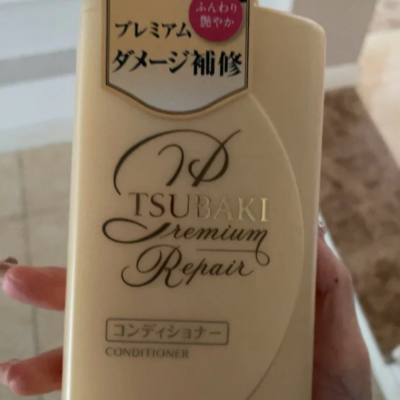 ふんわり
艶やか
プレミアム
ダメージ補修
TSUBAKI
Premium
Repair
コンディショナー
CONDITIONER